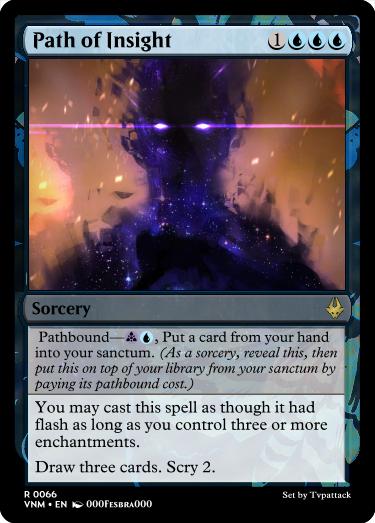 Path of Insight
1
Sorcery
Pathbound—, Put a card from your hand
into your sanctum. (As a sorcery, reveal this, then
put this on top of your library from your sanctum by
paying its pathbound cost.)
You may cast this spell as though it had
flash as long as you control three or more
enchantments.
Draw three cards. Scry 2.
R 0066
VNM • EN 000FESBRA000
Set by Tvpattack